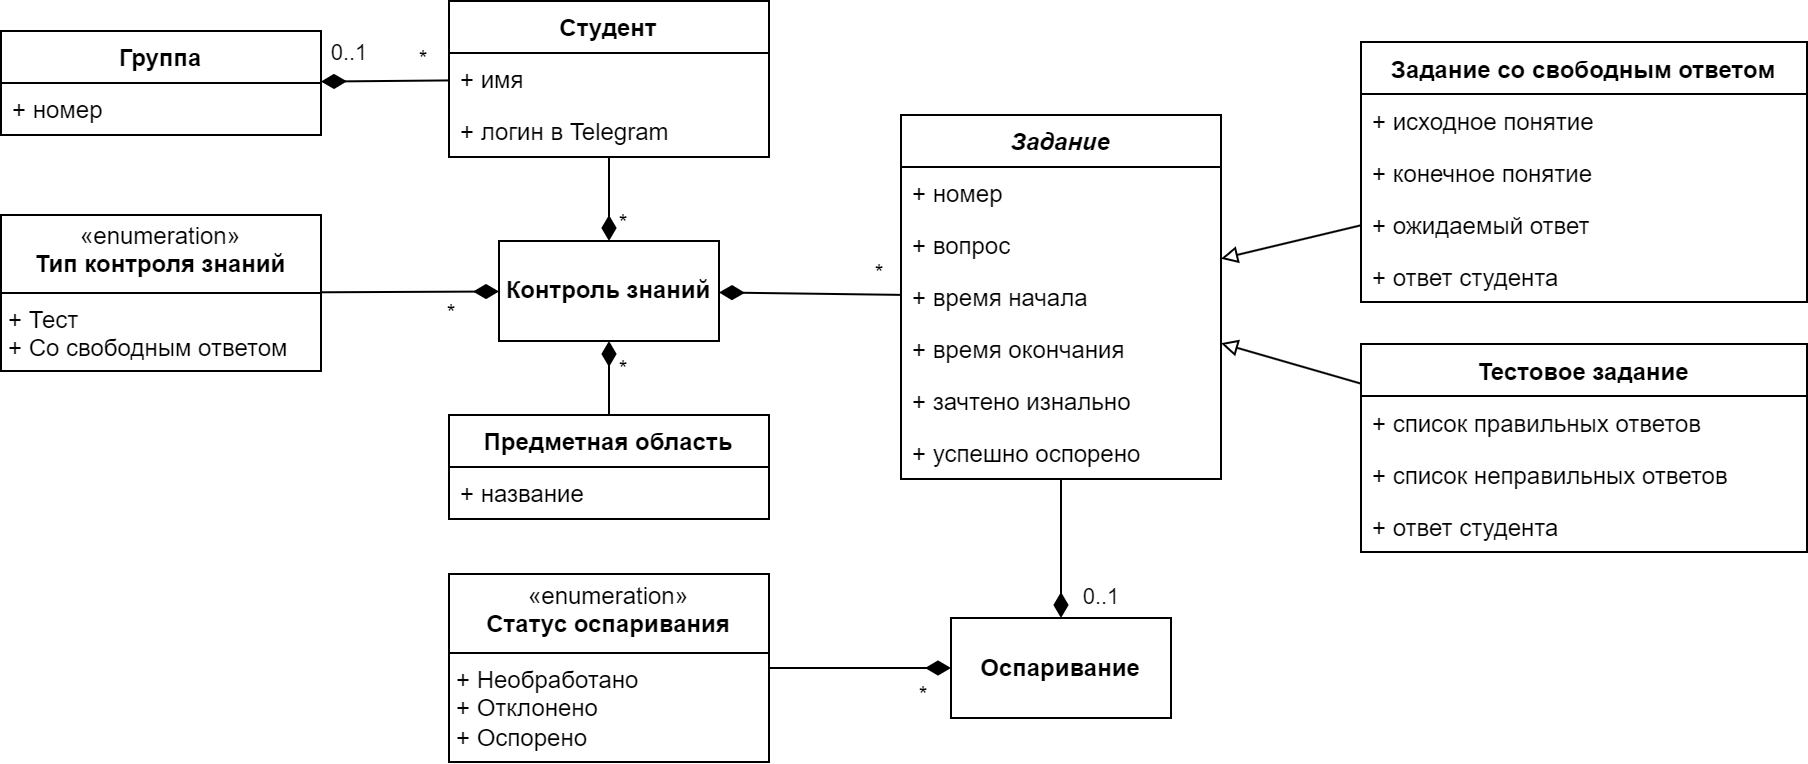 Группа
+ номер
0..1
*
Студент
+ имя
+ логин в Telegram
*
«enumeration»
Тип контроля знаний
+ Тест
+ Со свободным ответом
*
Контроль знаний
*
*
Предметная область
+ название
Задание
+ номер
+ вопрос
+ время начала
+ время окончания
+ зачтено изнально
+ успешно оспорено
Задание со свободным ответом
+ исходное понятие
+ конечное понятие
+ ожидаемый ответ
+ ответ студента
Тестовое задание
+ список правильных ответов
+ список неправильных ответов
+ ответ студента
«enumeration»
Статус оспаривания
+ Необработано
+ Отклонено
+ Оспорено
*
0..1
Оспаривание